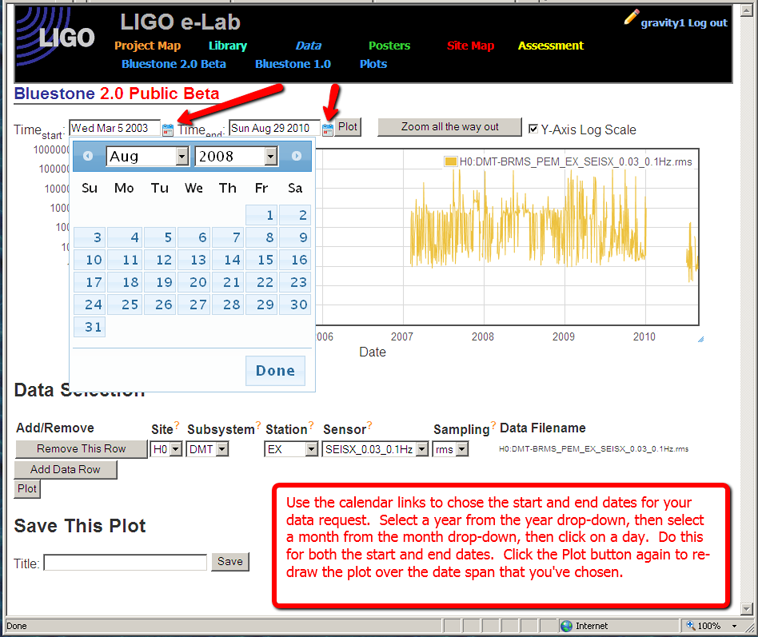 LIGO
LIGO e-Lab
gravity1 Log out
Project Map Library Data Posters Site Map Assessment
Bluestone 2.0 Beta Bluestone 1.0 Plots
Bluestone 2.0 Public Beta
Time start: Wed Mar 5 2003 Time end: Sun Aug 29 2010 Plot Zoom all the way out Y-Axis Log Scale
Aug 2008
Su Mo Tu We Th Fr Sa
1 2
3 4 5 6 7 8 9
10 11 12 13 14 15 16
17 18 19 20 21 22 23
24 25 26 27 28 29 30
31
Done
1000000
H0:DMT-BRMS_PEM_EX_SEISX_0.03_0.1Hz.rms
006 2007 2008 2009 2010
Date
Data Selection
Add/Remove Site? Subsystem? Station? Sensor? Sampling? Data Filename
Remove This Row H0 DMT EX SEISX_0.03_0.1Hz rms H0:DMT-BRMS_PEM_EX_SEISX_0.03_0.1Hz.rms
Add Data Row
Plot
Save This Plot
Title: Save
Use the calendar links to chose the start and end dates for your
data request. Select a year from the year drop-down, then select
a month from the month drop-down, then click on a day. Do this
for both the start and end dates. Click the Plot button again to re-
draw the plot over the date span that you've chosen.
Done Internet 100%